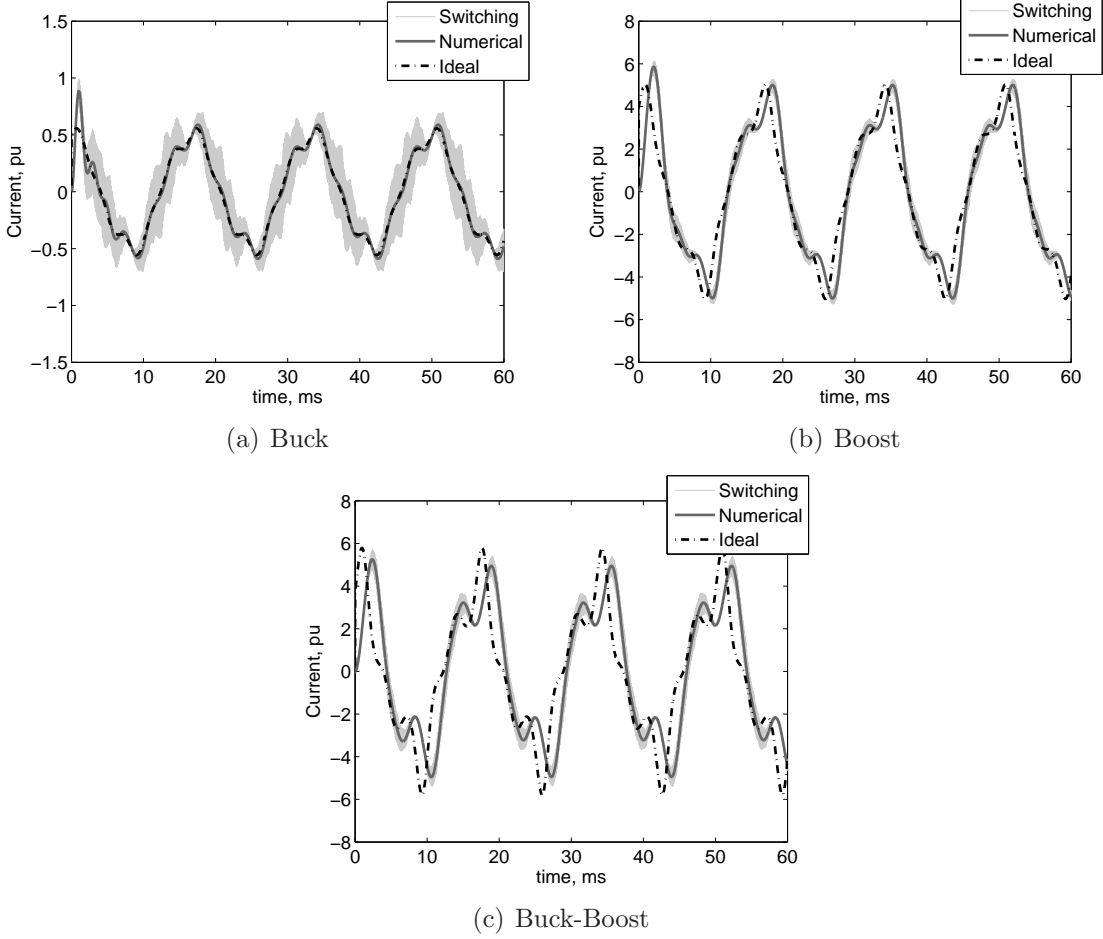 Switching
Numerical
Ideal
1.5
1
0.5
0
−0.5
−1
−1.5
Current, pu
0 10 20 30 40 50 60
time, ms
(a) Buck
Switching
Numerical
Ideal
8
6
4
2
0
−2
−4
−6
−8
Current, pu
0 10 20 30 40 50 60
time, ms
(b) Boost
Switching
Numerical
Ideal
8
6
4
2
0
−2
−4
−6
−8
Current, pu
0 10 20 30 40 50 60
time, ms
(c) Buck-Boost